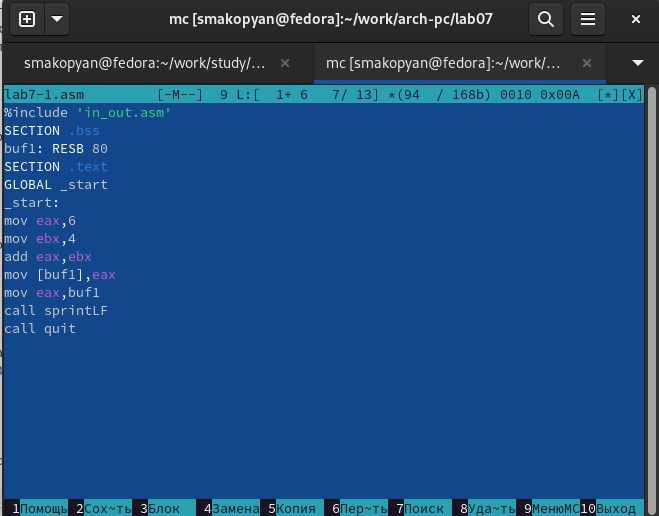 mc [smakopyan@fedora]:~/work/arch-pc/lab07
smakopyan@fedora:~/work/study/... × mc [smakopyan@fedora]:~/work/... ×
lab7-1.asm [-M--] 9 L:[ 1+ 6 7/ 13] *(94 / 168b) 0010 0x00A [*][X]
%include 'in_out.asm'
SECTION .bss
buf1: RESB 80
SECTION .text
GLOBAL _start
_start:
mov eax,6
mov ebx,4
add eax,ebx
mov [buf1],eax
mov eax,buf1
call sprintLF
call quit
1Помощь 2Сох~ть 3Блок 4Замена 5Копия 6Пер~ть 7Поиск 8Уда~ть 9МенюМС 10Выход